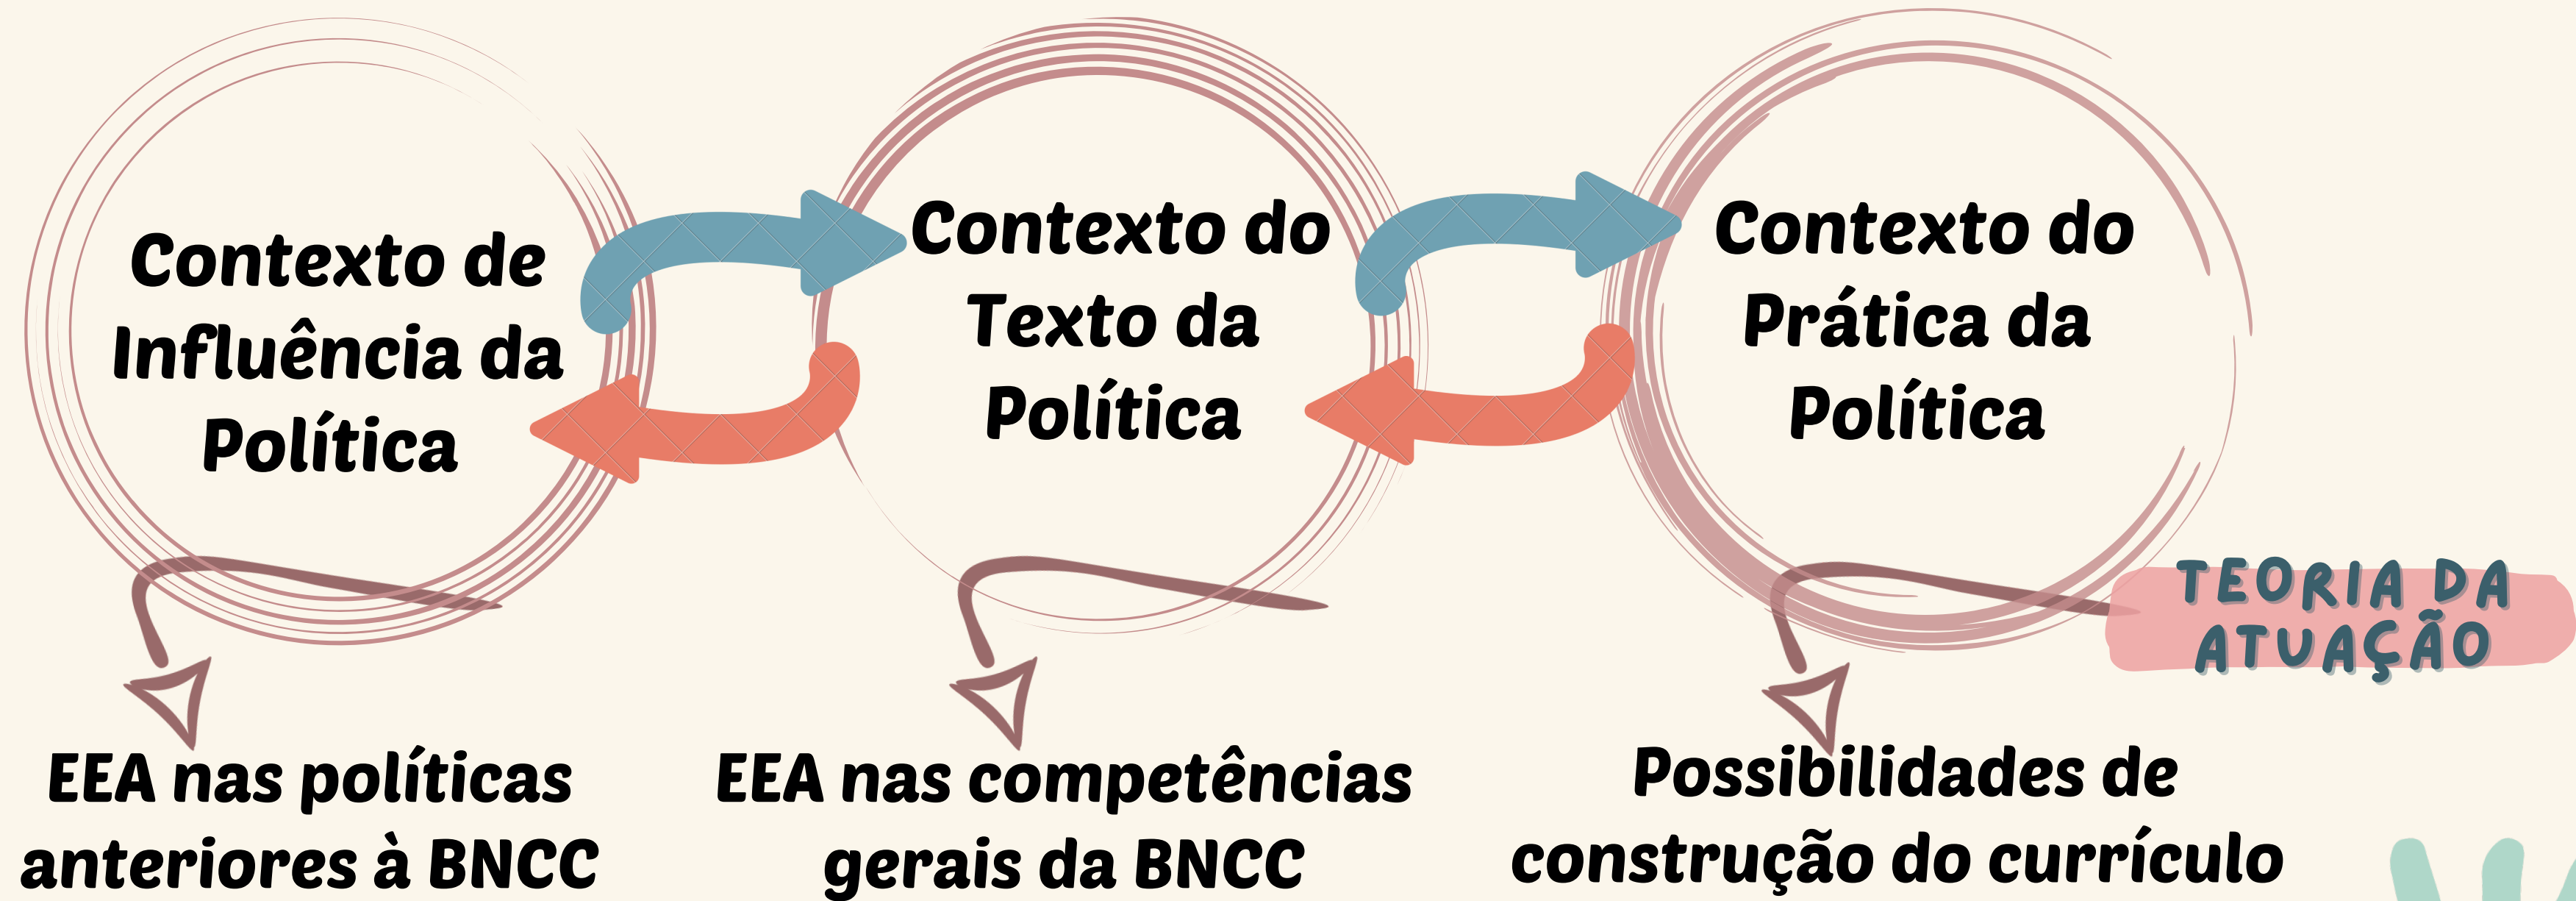 Contexto de
Influência da
Política
Contexto do
Texto da
Política
Contexto do
Prática da
Política
TEORIA DA
ATUAÇÃO
EEA nas políticas
anteriores à BNCC
EEA nas competências
gerais da BNCC
Possibilidades de
construção do currículo